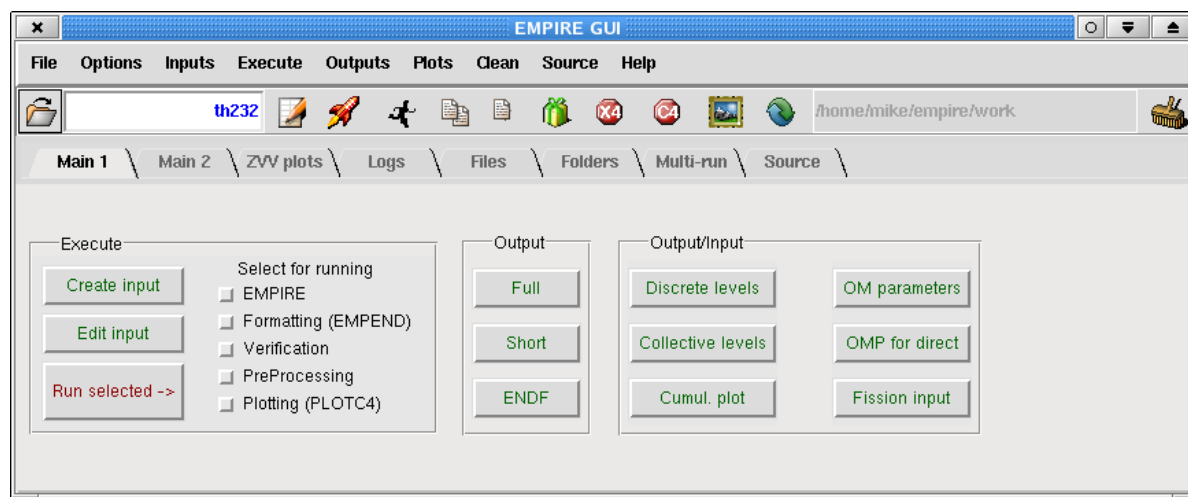 EMPIRE GUI
File Options Inputs Execute Outputs Plots Clean Source Help
th232 X4 C4 /home/mike/empire/work
Main 1 Main 2 ZVV plots Logs Files Folders Multi-run Source
Execute
Create input
Edit input
Run selected ->
Select for running
EMPIRE
Formatting (EMPEND)
Verification
PreProcessing
Plotting (PLOTC4)
Output
Full
Short
ENDF
Output/Input
Discrete levels
Collective levels
Cumul. plot
OM parameters
OMP for direct
Fission input